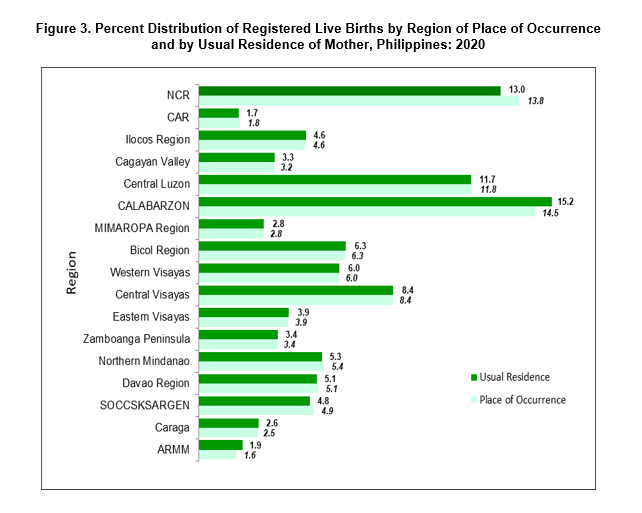 Figure 3. Percent Distribution of Registered Live Births by Region of Place of Occurrence
and by Usual Residence of Mother, Philippines: 2020
Region
NCR 13.0
13.8
CAR 1.7
1.8
Ilocos Region 4.6
4.6
Cagayan Valley 3.3
3.2
Central Luzon 11.7
11.8
CALABARZON 15.2
14.5
MIMAROPA Region 2.8
2.8
Bicol Region 6.3
6.3
Western Visayas 6.0
6.0
Central Visayas 8.4
8.4
Eastern Visayas 3.9
3.9
Zamboanga Peninsula 3.4
3.4
Northern Mindanao 5.3
5.4
Davao Region 5.1
5.1
SOCCSKSARGEN 4.8
4.9
Caraga 2.6
2.5
ARMM 1.9
1.6
Usual Residence
Place of Occurrence